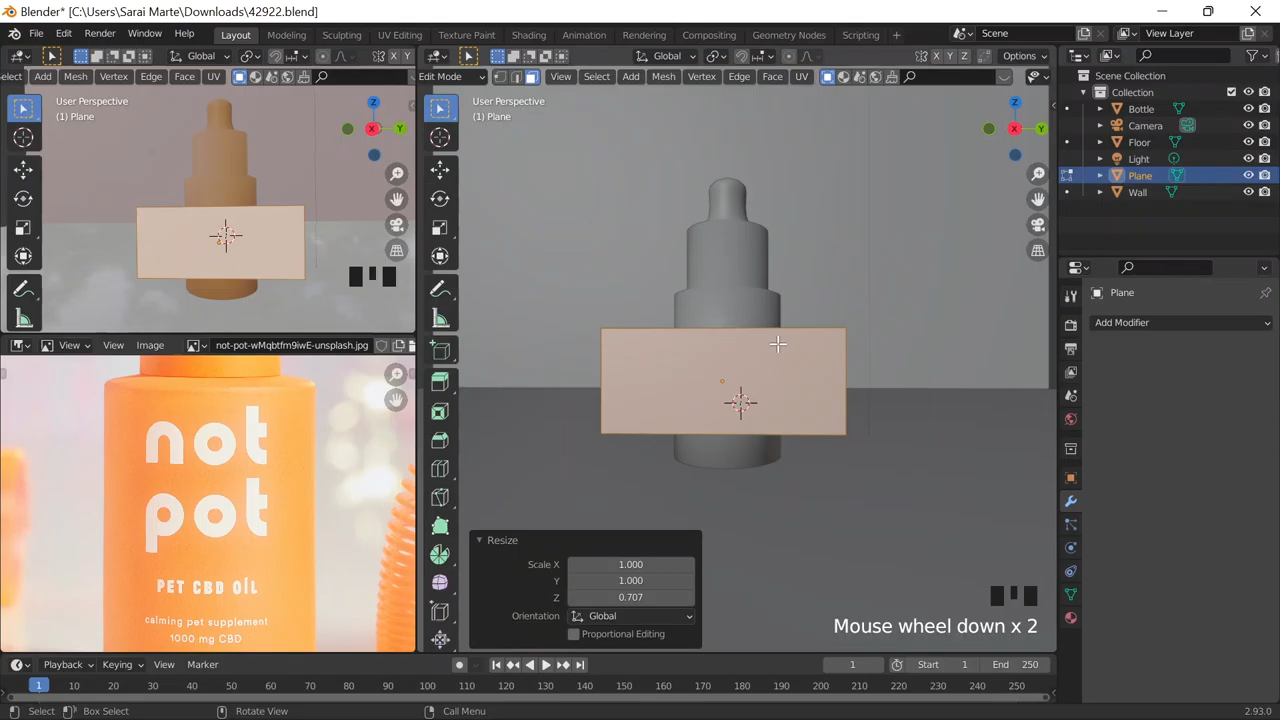 Blender* [C:\Users\Sarai Marte\Downloads\42922.blend]
File Edit Render Window Help Layout Modeling Sculpting UV Editing Texture Paint Shading Animation Rendering Compositing Geometry Nodes Scripting + Scene View Layer
Global X Y Global X Y Z Options
elect Add Mesh Vertex Edge Face UV Edit Mode View Select Add Mesh Vertex Edge Face UV
User Perspective
(1) Plane
Z
X
Y
User Perspective
(1) Plane
Z
X
Y
Scene Collection
Collection
Bottle
Camera
Floor
Light
Plane
Wall
Plane
Add Modifier
View View Image not-pot-wMqbtfm9iwE-unsplash.jpg
not
pot
PET CBD OIL
calming pet supplement
1000 mg CBD
Resize
Scale X 1.000
Y 1.000
Z 0.707
Orientation Global
Proportional Editing
Mouse wheel down x 2
Playback Keying View Marker 1 Start 1 End 250
1 10 20 30 40 50 60 70 80 90 100 110 120 130 140 150 160 170 180 190 200 210 220 230 240 250
Select Box Select Rotate View Call Menu 2.93.0